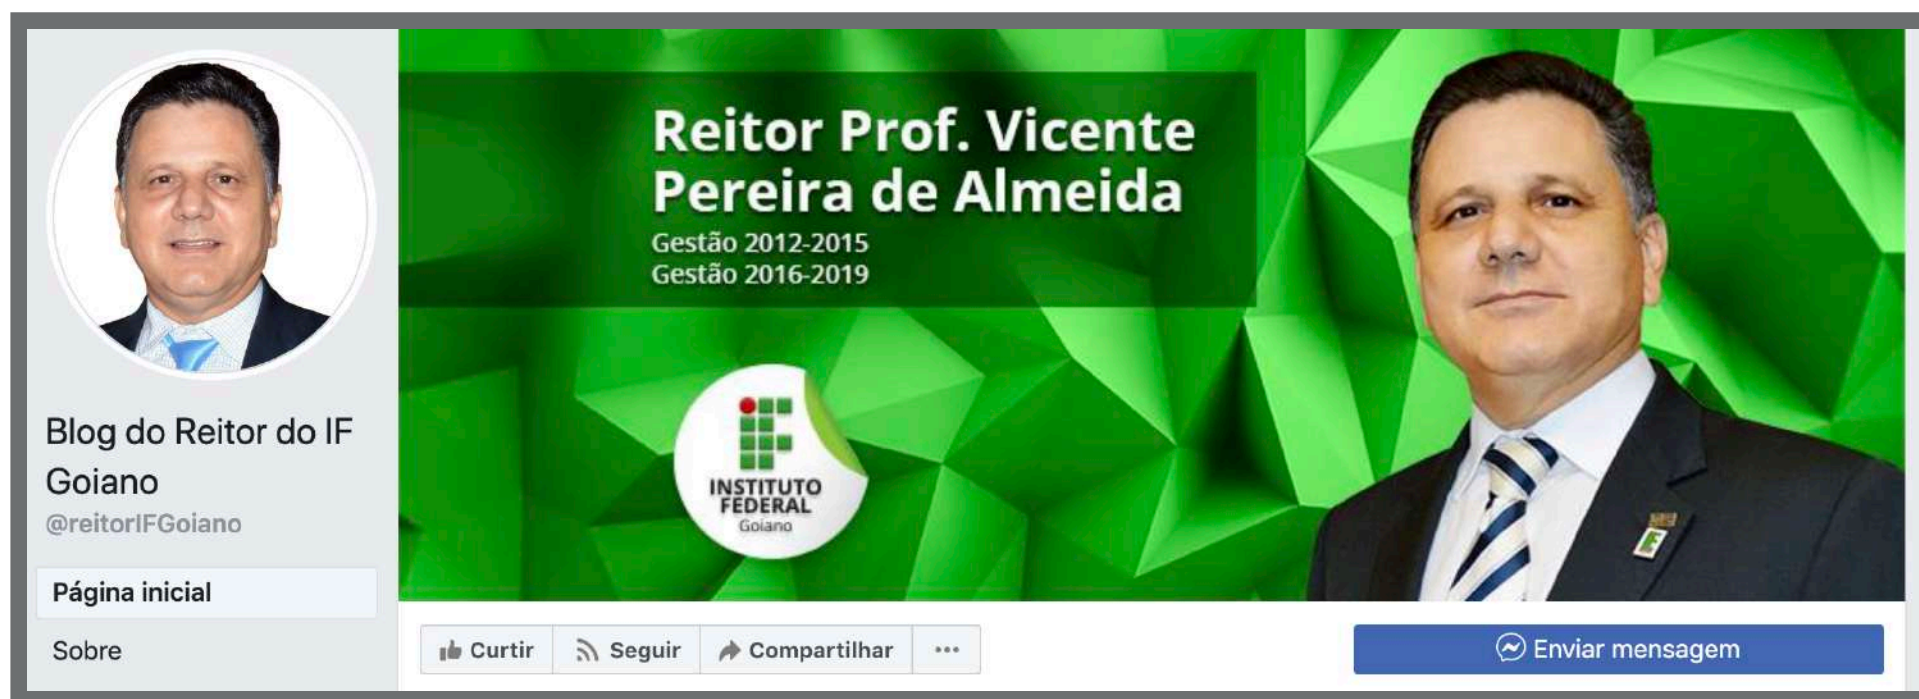 Reitor Prof. Vicente
Pereira de Almeida
Gestão 2012-2015
Gestão 2016-2019
INSTITUTO
FEDERAL
Goiano
Blog do Reitor do IF
Goiano
@reitorIFGoiano
Página inicial
Sobre
Curtir
Seguir
Compartilhar
Enviar mensagem